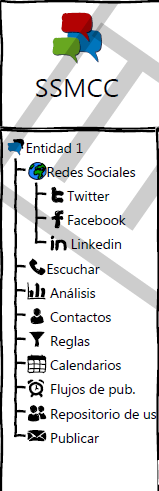 SSMCC
Entidad 1
Redes Sociales
Twitter
Facebook
Linkedin
Escuchar
Análisis
Contactos
Reglas
Calendarios
Flujos de pub.
Repositorio de us
Publicar